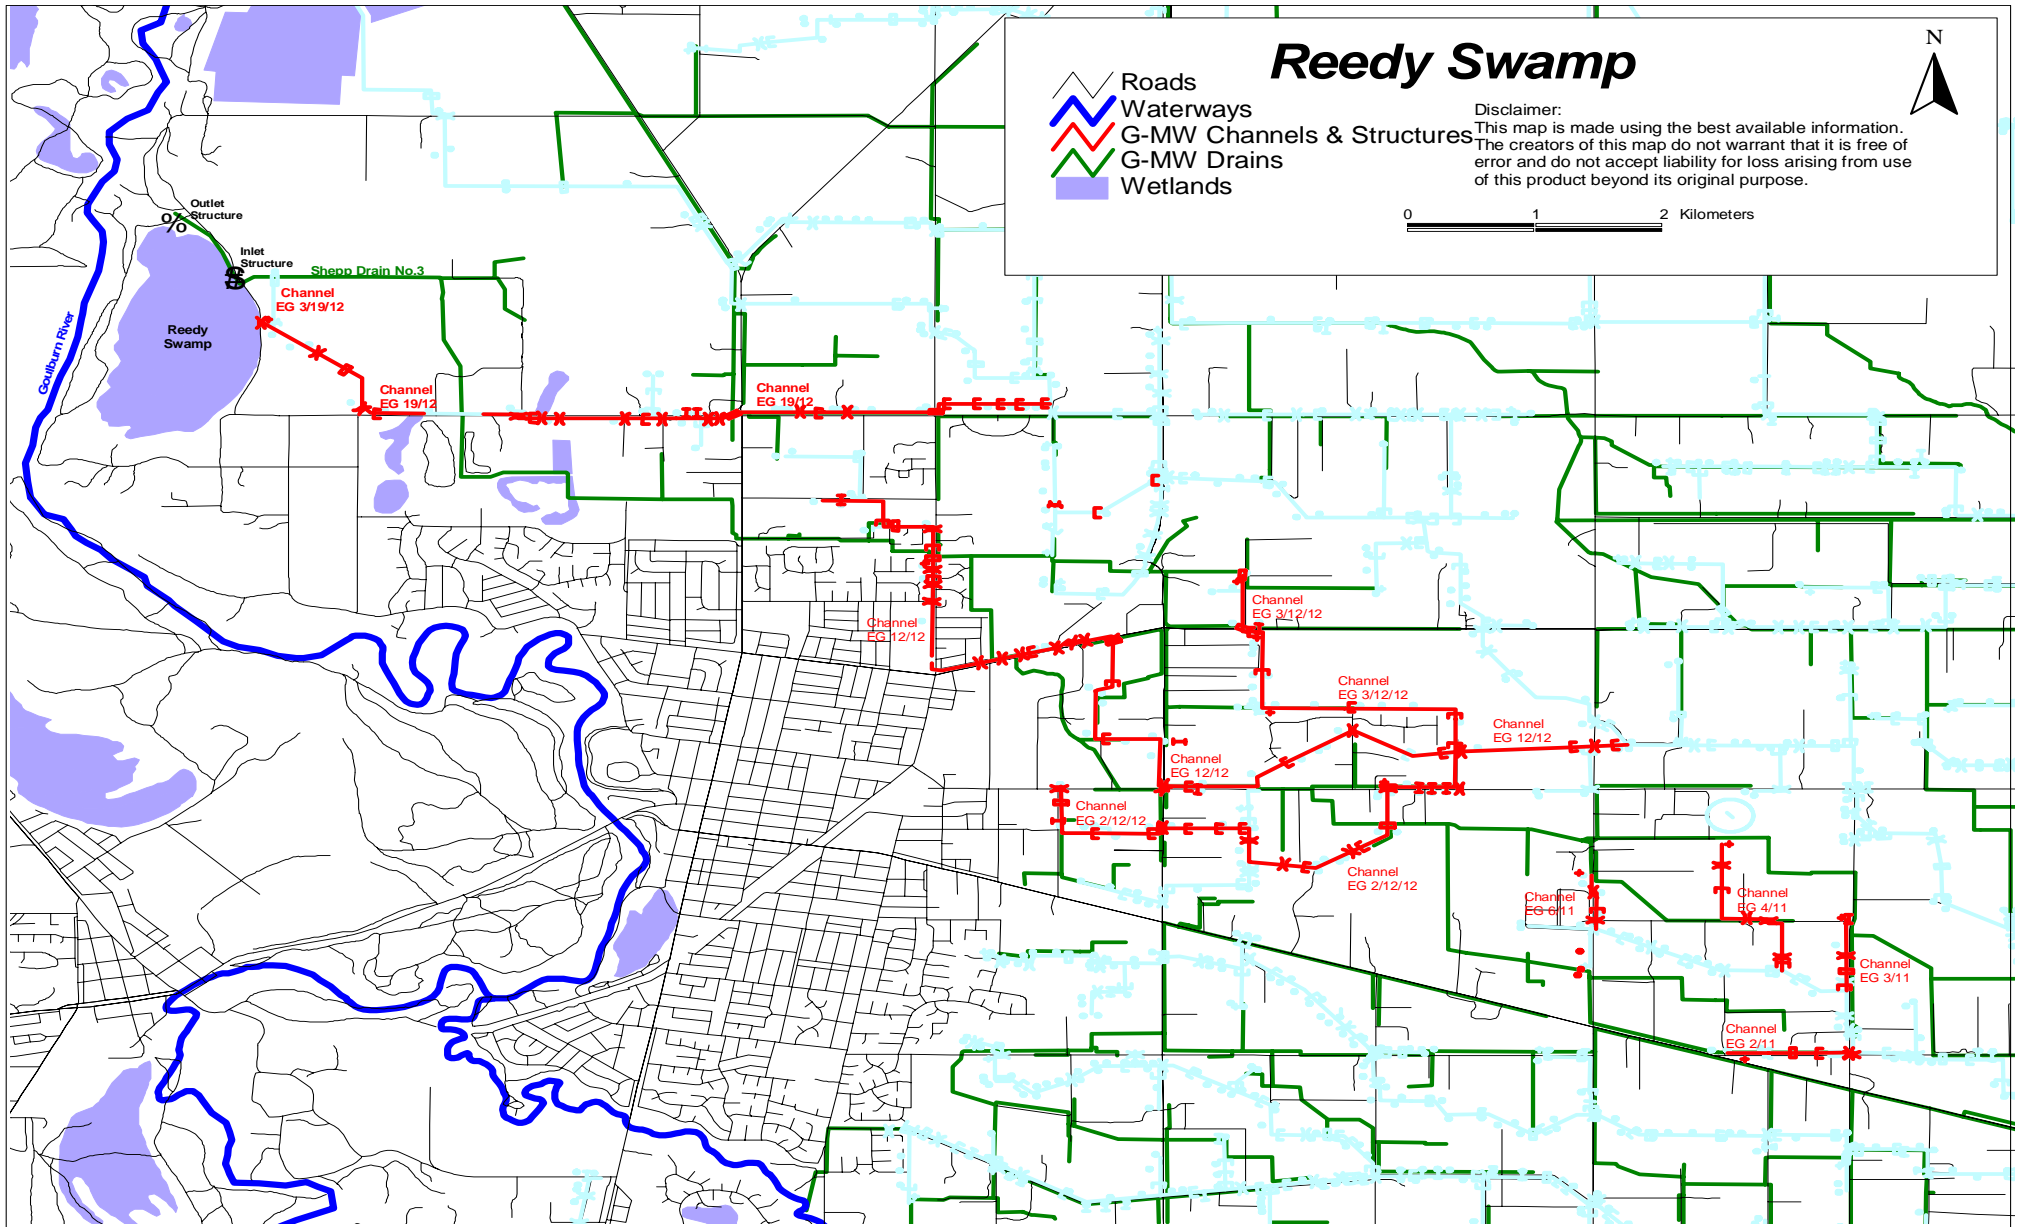 Reedy Swamp
N
Roads
Waterways
G-MW Channels & Structures
G-MW Drains
Wetlands
Disclaimer:
This map is made using the best available information.
The creators of this map do not warrant that it is free of
error and do not accept liability for loss arising from use
of this product beyond its original purpose.
0 1 2 Kilometers
Outlet
Structure
%
Inlet
Structure
$
Shepp Drain No.3
Channel
EG 3/19/12
Reedy
Swamp
Goulburn River
Channel
EG 19/12
Channel
EG 19/12
Channel
EG 12/12
Channel
EG 3/12/12
Channel
EG 3/12/12
Channel
EG 12/12
Channel
EG 12/12
Channel
EG 2/12/12
Channel
EG 2/12/12
Channel
EG 6/11
Channel
EG 4/11
Channel
EG 3/11
Channel
EG 2/11